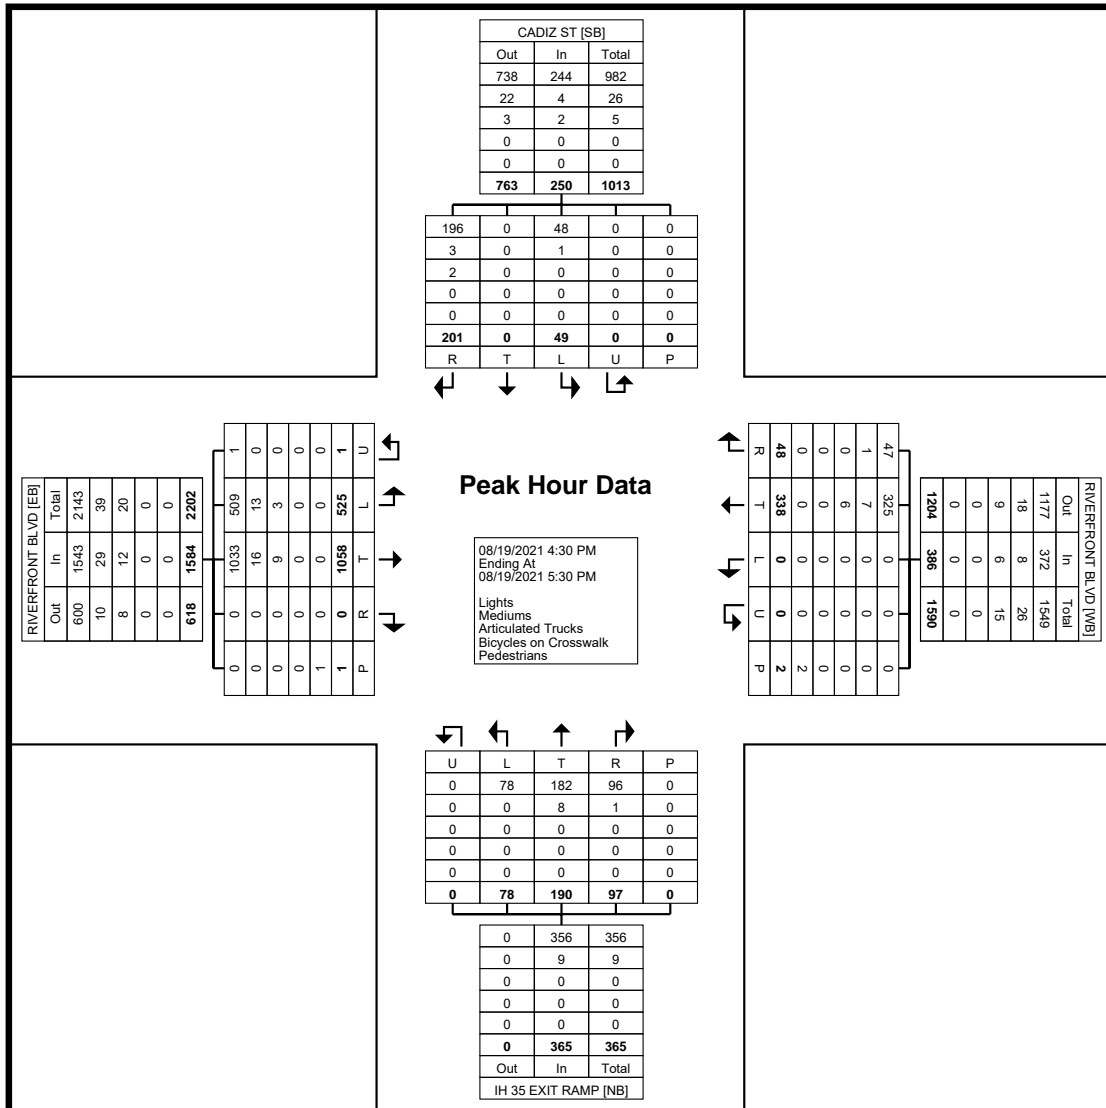 CADIZ ST [SB]
Out In Total
738 244 982
22 4 26
3 2 5
0 0 0
0 0 0
763 250 1013
196 0 48 0 0
3 0 1 0 0
2 0 0 0 0
0 0 0 0 0
0 0 0 0 0
201 0 49 0 0
R T L U P
RIVERFRONT BLVD [EB]
Total 2143 39 20 0 0 2202
In 1543 29 12 0 0 1584
Out 600 10 8 0 0 618
1 0 0 0 0 1 U
509 13 3 0 0 525 L
1033 16 9 0 0 1058 T
0 0 0 0 0 0 R
0 0 0 0 1 1 P
Peak Hour Data
08/19/2021 4:30 PM
Ending At
08/19/2021 5:30 PM
Lights
Mediums
Articulated Trucks
Bicycles on Crosswalk
Pedestrians
R 48 0 0 0 1 47
T 338 0 0 6 7 325
L 0 0 0 0 0 0
U 0 0 0 0 0 0
P 2 2 0 0 0 0
RIVERFRONT BLVD [WB]
1204 0 0 9 18 1177 Out
386 0 0 6 8 372 In
1590 0 0 15 26 1549 Total
U L T R P
0 78 182 96 0
0 0 8 1 0
0 0 0 0 0
0 0 0 0 0
0 0 0 0 0
0 78 190 97 0
0 356 356
0 9 9
0 0 0
0 0 0
0 0 0
0 365 365
Out In Total
IH 35 EXIT RAMP [NB]